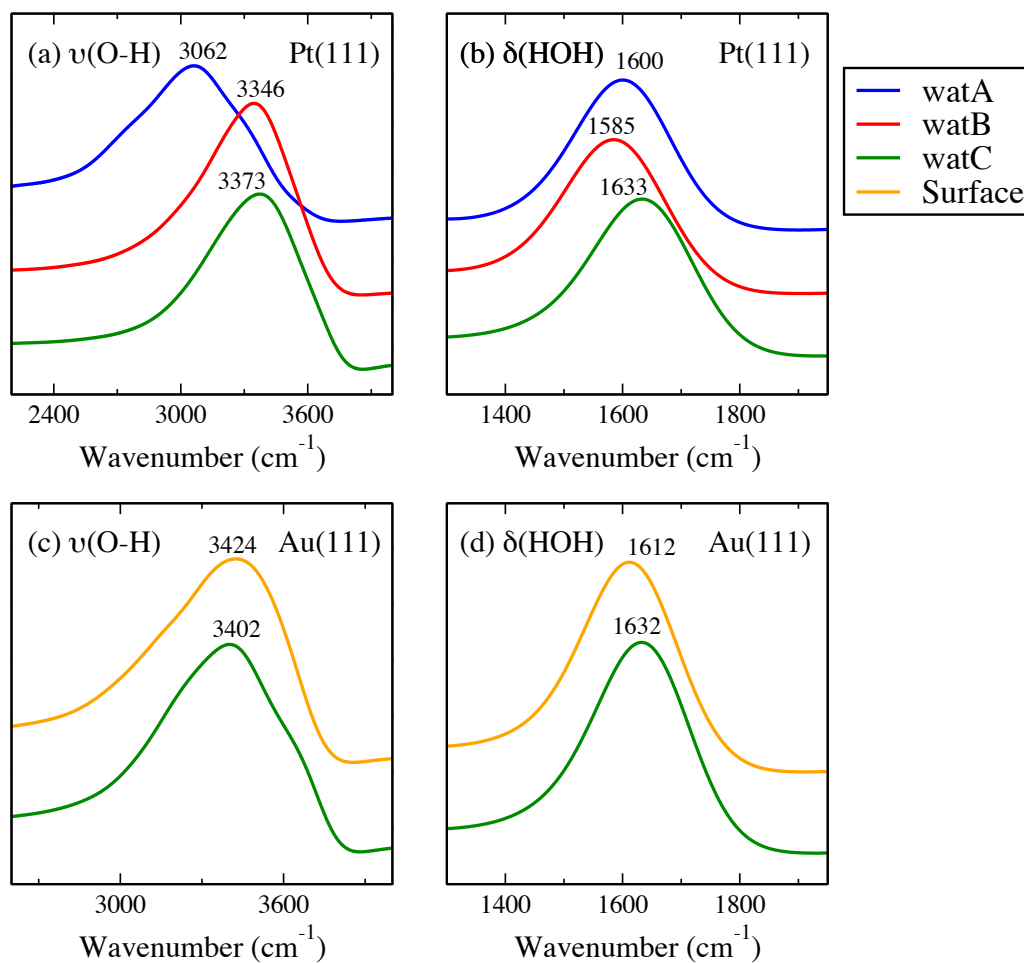 (a) υ(O-H) 3062 Pt(111)
3346
3373
2400 3000 3600
Wavenumber (cm⁻¹)
(b) δ(HOH) 1600 Pt(111)
1585
1633
1400 1600 1800
Wavenumber (cm⁻¹)
watA
watB
watC
Surface
(c) υ(O-H) 3424 Au(111)
3402
3000 3600
Wavenumber (cm⁻¹)
(d) δ(HOH) 1612 Au(111)
1632
1400 1600 1800
Wavenumber (cm⁻¹)